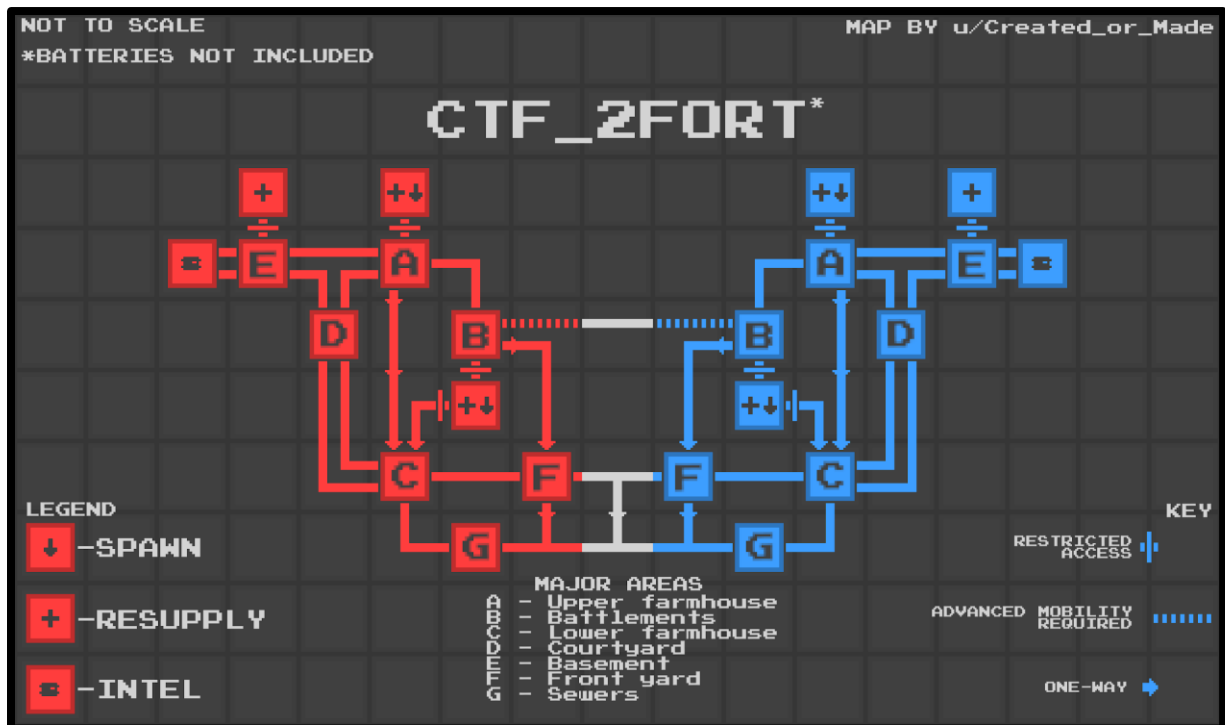 NOT TO SCALE
MAP BY u/Created_or_Made
*BATTERIES NOT INCLUDED
CTF_2FORT*
E
A
A
E
D
B
B
D
C
F
F
C
G
G
LEGEND
-SPAWN
-RESUPPLY
-INTEL
MAJOR AREAS
A - Upper farmhouse
B - Battlements
C - Lower farmhouse
D - Courtyard
E - Basement
F - Front yard
G - Sewers
KEY
RESTRICTED
ACCESS
ADVANCED MOBILITY
REQUIRED
ONE-WAY